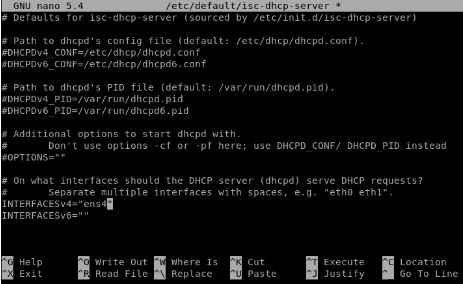 GNU nano 5.4 /etc/default/isc-dhcp-server *
# Defaults for isc-dhcp-server (sourced by /etc/init.d/isc-dhcp-server)
# Path to dhcpd's config file (default: /etc/dhcp/dhcpd.conf).
#DHCPDv4_CONF=/etc/dhcp/dhcpd.conf
#DHCPDv6_CONF=/etc/dhcp/dhcpd6.conf
# Path to dhcpd's PID file (default: /var/run/dhcpd.pid).
#DHCPDv4_PID=/var/run/dhcpd.pid
#DHCPDv6_PID=/var/run/dhcpd6.pid
# Additional options to start dhcpd with.
# Don't use options -cf or -pf here; use DHCPD_CONF/ DHCPD_PID instead
#OPTIONS=""
# On what interfaces should the DHCP server (dhcpd) serve DHCP requests?
# Separate multiple interfaces with spaces, e.g. "eth0 eth1".
INTERFACESv4="ens4"
INTERFACESv6=""
^G Help ^O Write Out ^W Where Is ^K Cut ^T Execute ^C Location
^X Exit ^R Read File ^\ Replace ^U Paste ^J Justify ^_ Go To Line